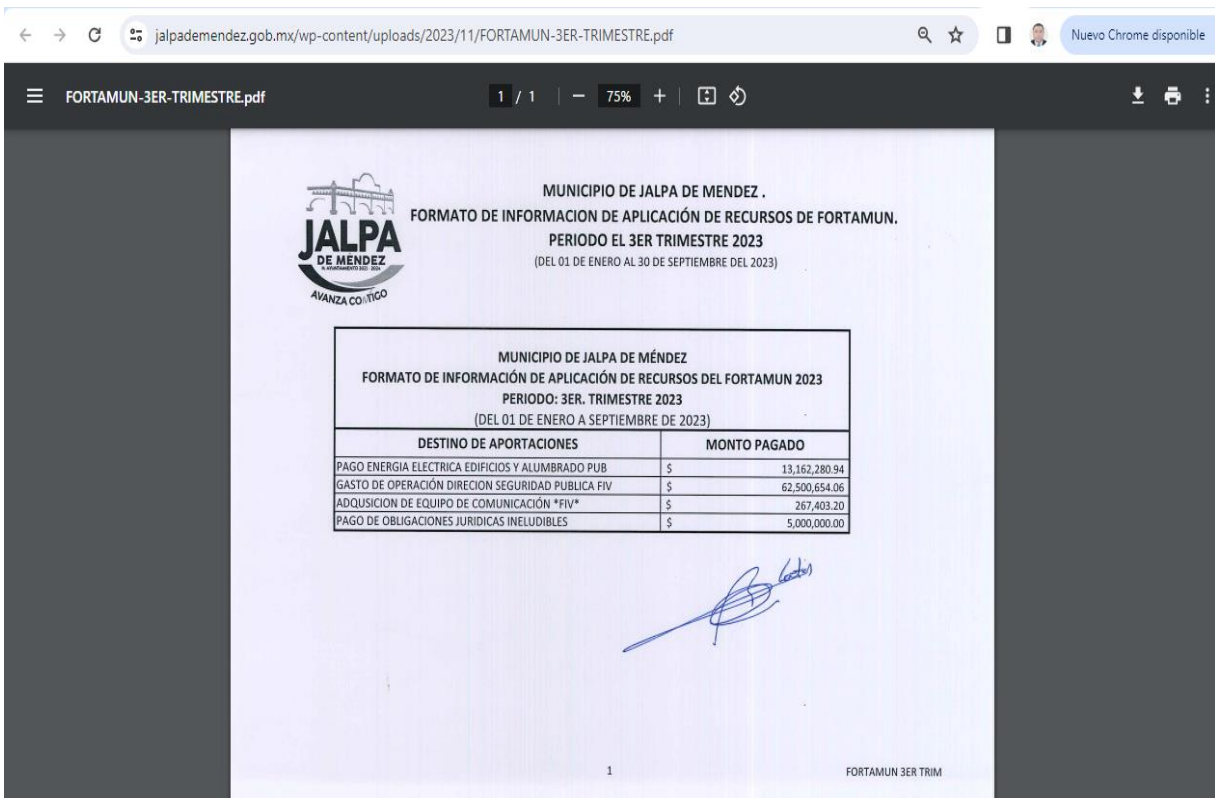 jalpademendez.gob.mx/wp-content/uploads/2023/11/FORTAMUN-3ER-TRIMESTRE.pdf
Nuevo Chrome disponible
FORTAMUN-3ER-TRIMESTRE.pdf
1 / 1
75%
JALPA
DE MÉNDEZ
AVANZA CONTIGO
MUNICIPIO DE JALPA DE MENDEZ .
FORMATO DE INFORMACION DE APLICACIÓN DE RECURSOS DE FORTAMUN.
PERIODO EL 3ER TRIMESTRE 2023
(DEL 01 DE ENERO AL 30 DE SEPTIEMBRE DEL 2023)
MUNICIPIO DE JALPA DE MÉNDEZ
FORMATO DE INFORMACIÓN DE APLICACIÓN DE RECURSOS DEL FORTAMUN 2023
PERIODO: 3ER. TRIMESTRE 2023
(DEL 01 DE ENERO A SEPTIEMBRE DE 2023)
DESTINO DE APORTACIONES MONTO PAGADO
PAGO ENERGIA ELECTRICA EDIFICIOS Y ALUMBRADO PUB $ 13,162,280.94
GASTO DE OPERACIÓN DIRECION SEGURIDAD PUBLICA FIV $ 62,500,654.06
ADQUSICION DE EQUIPO DE COMUNICACIÓN *FIV* $ 267,403.20
PAGO DE OBLIGACIONES JURIDICAS INELUDIBLES $ 5,000,000.00
1
FORTAMUN 3ER TRIM